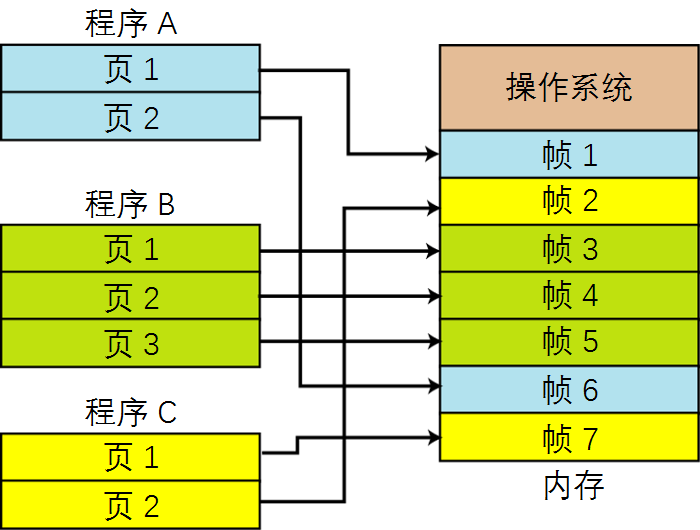 程序 A
页 1
页 2
程序 B
页 1
页 2
页 3
程序 C
页 1
页 2
操作系统
帧 1
帧 2
帧 3
帧 4
帧 5
帧 6
帧 7
内存